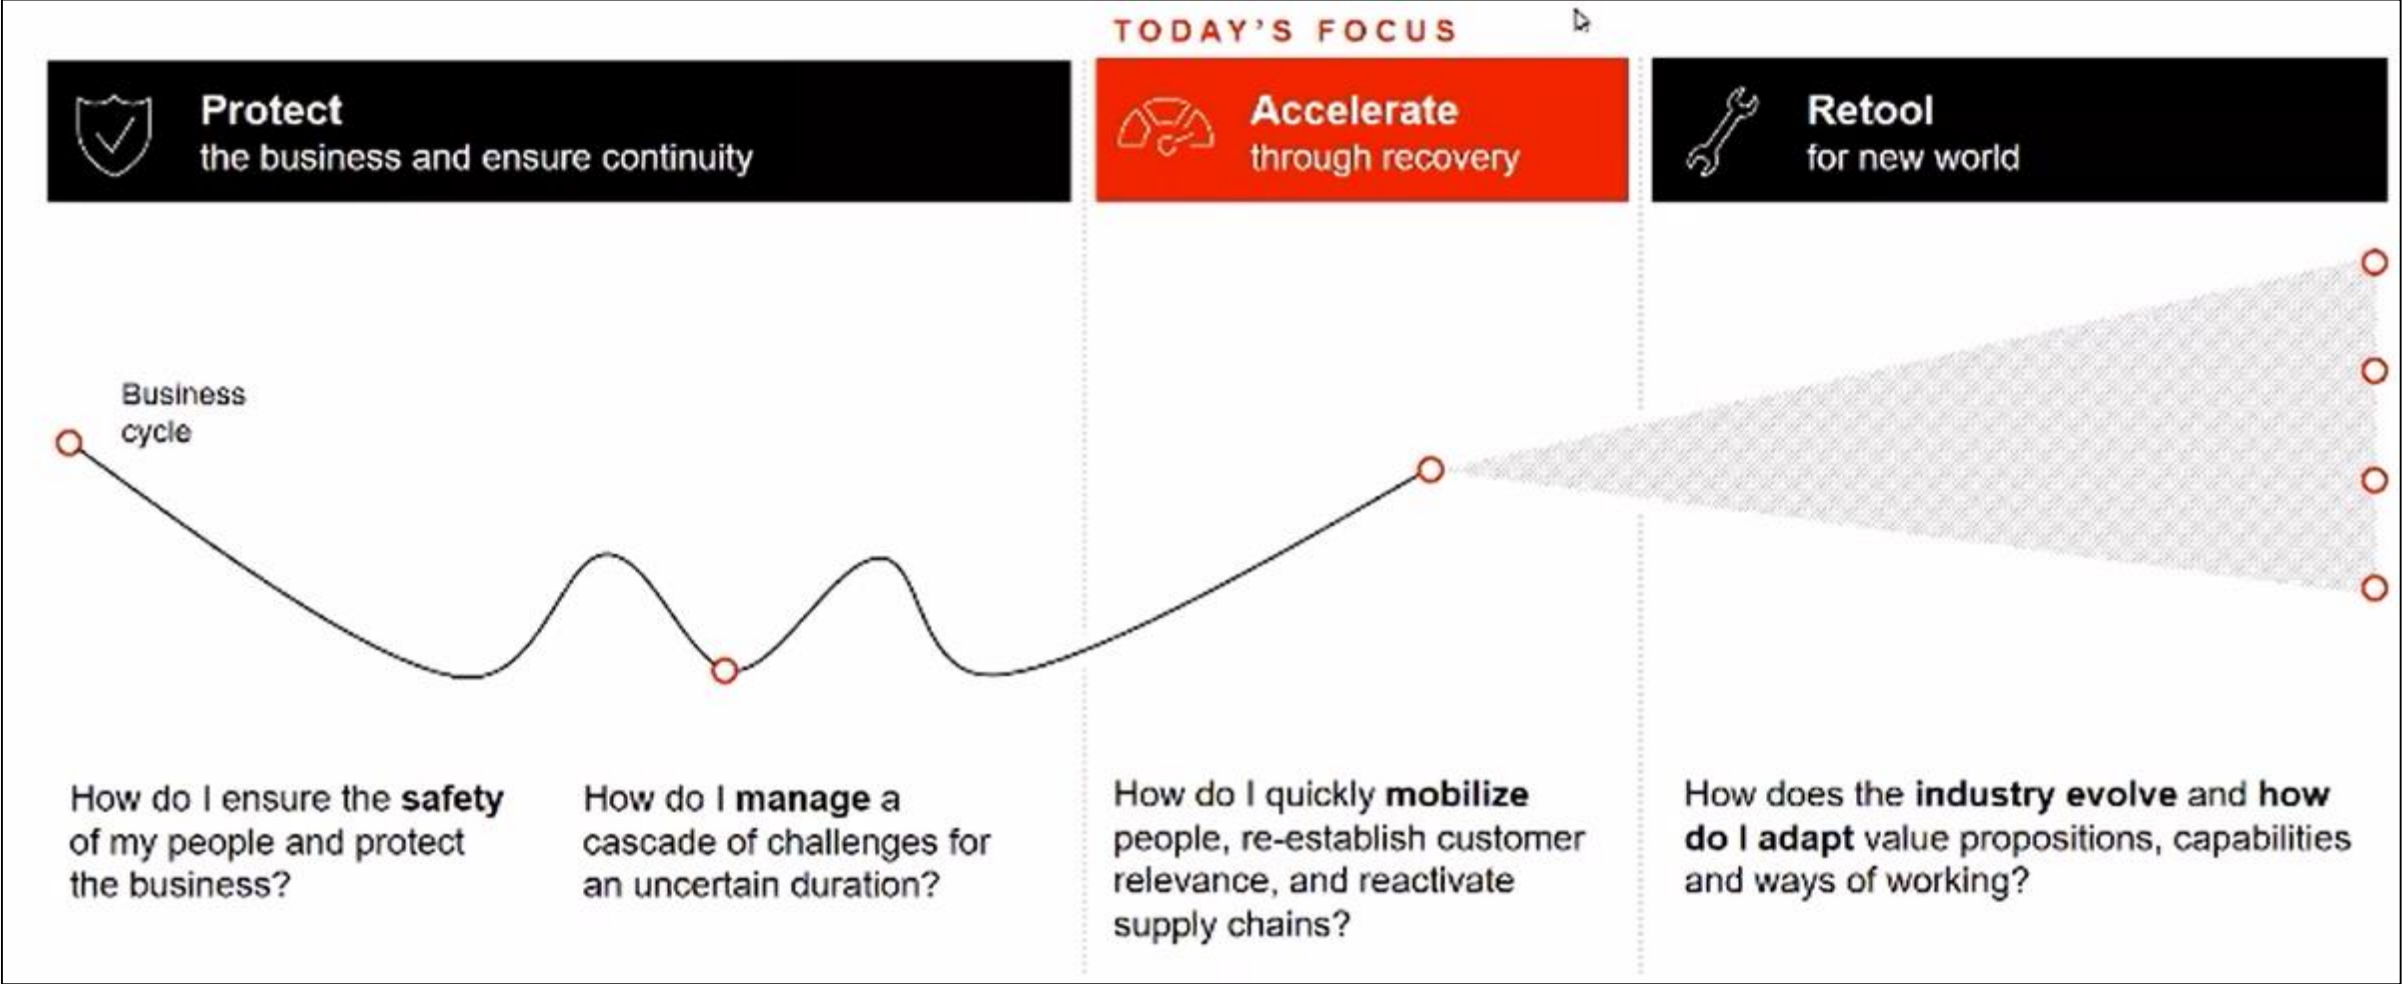 TODAY'S FOCUS
Protect
the business and ensure continuity
Accelerate
through recovery
Retool
for new world
Business
cycle
How do I ensure the safety
of my people and protect
the business?
How do I manage a
cascade of challenges for
an uncertain duration?
How do I quickly mobilize
people, re-establish customer
relevance, and reactivate
supply chains?
How does the industry evolve and how
do I adapt value propositions, capabilities
and ways of working?